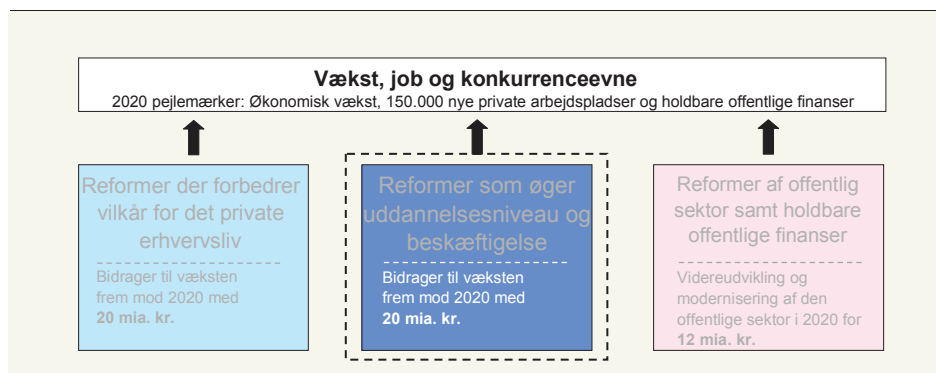 Vækst, job og konkurrenceevne
2020 pejlemærker: Økonomisk vækst, 150.000 nye private arbejdspladser og holdbare offentlige finanser
Reformer der forbedrer
vilkår for det private
erhvervsliv
Bidrager til væksten
frem mod 2020 med
20 mia. kr.
Reformer som øger
uddannelsesniveau og
beskæftigelse
Bidrager til væksten
frem mod 2020 med
20 mia. kr.
Reformer af offentlig
sektor samt holdbare
offentlige finanser
Videreudvikling og
modernisering af den
offentlige sektor i 2020 for
12 mia. kr.